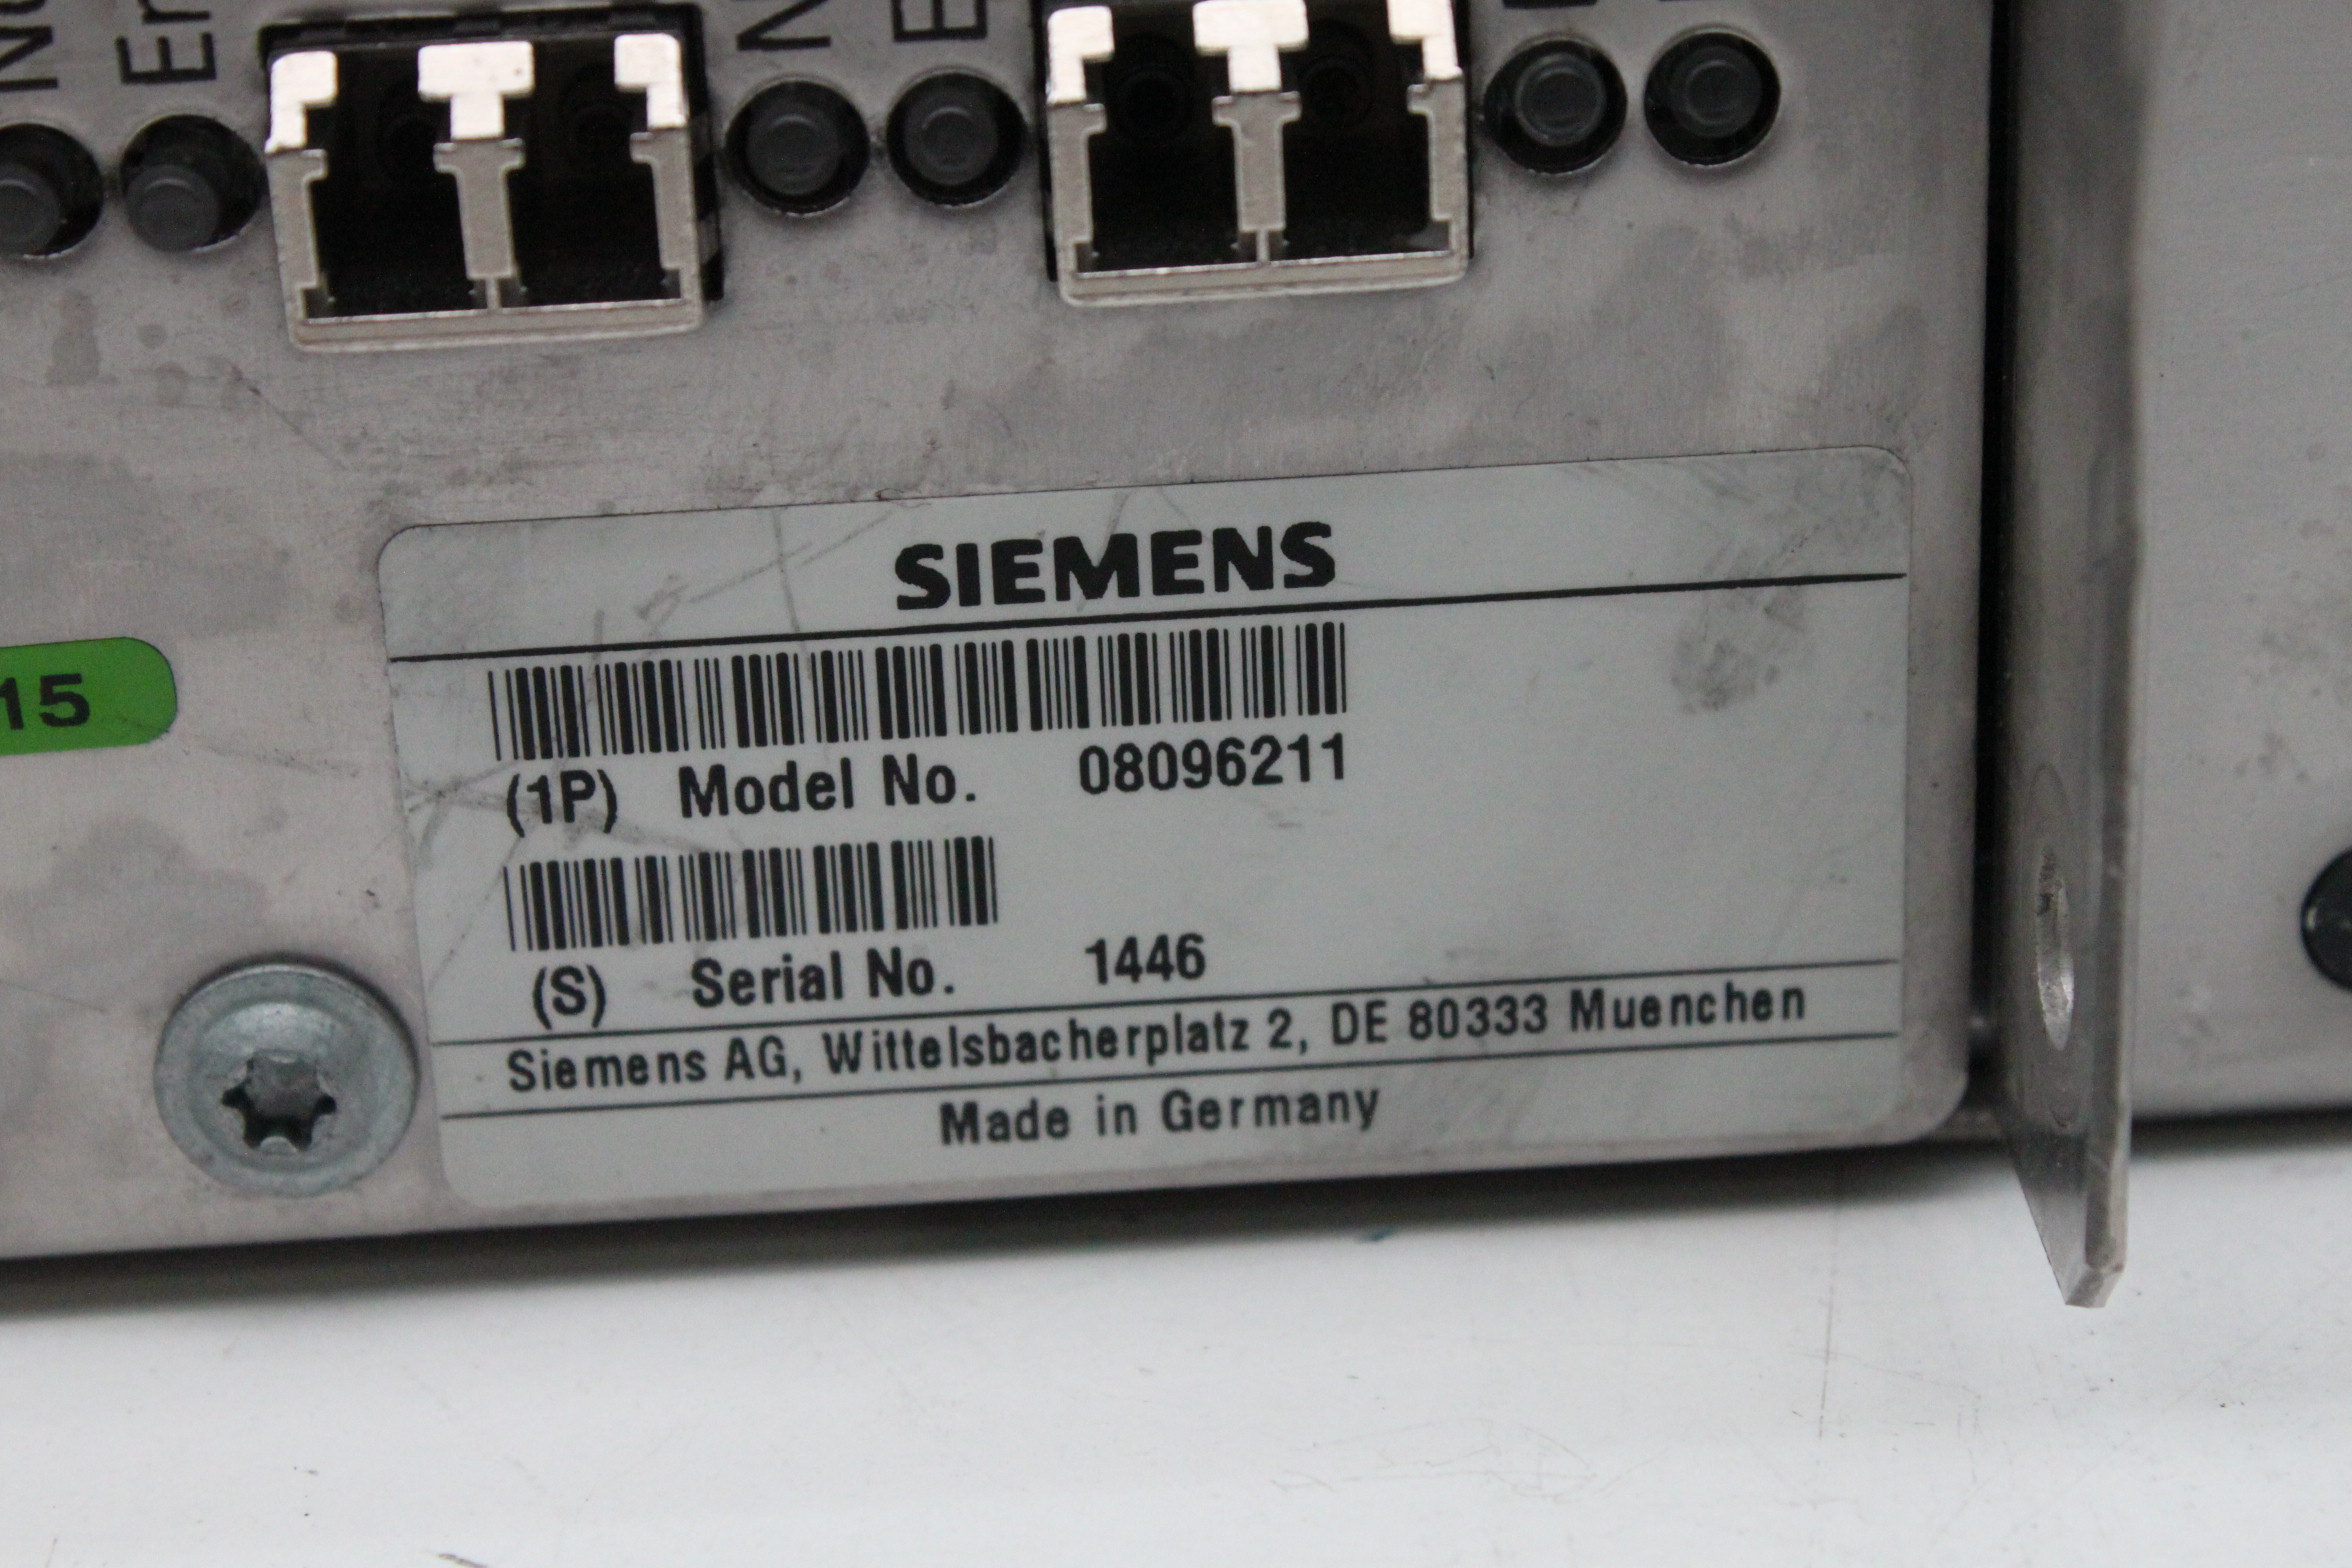 Er
N
E
15
SIEMENS
(1P) Model No. 08096211
(S) Serial No. 1446
Siemens AG, Wittelsbacherplatz 2, DE 80333 Muenchen
Made in Germany